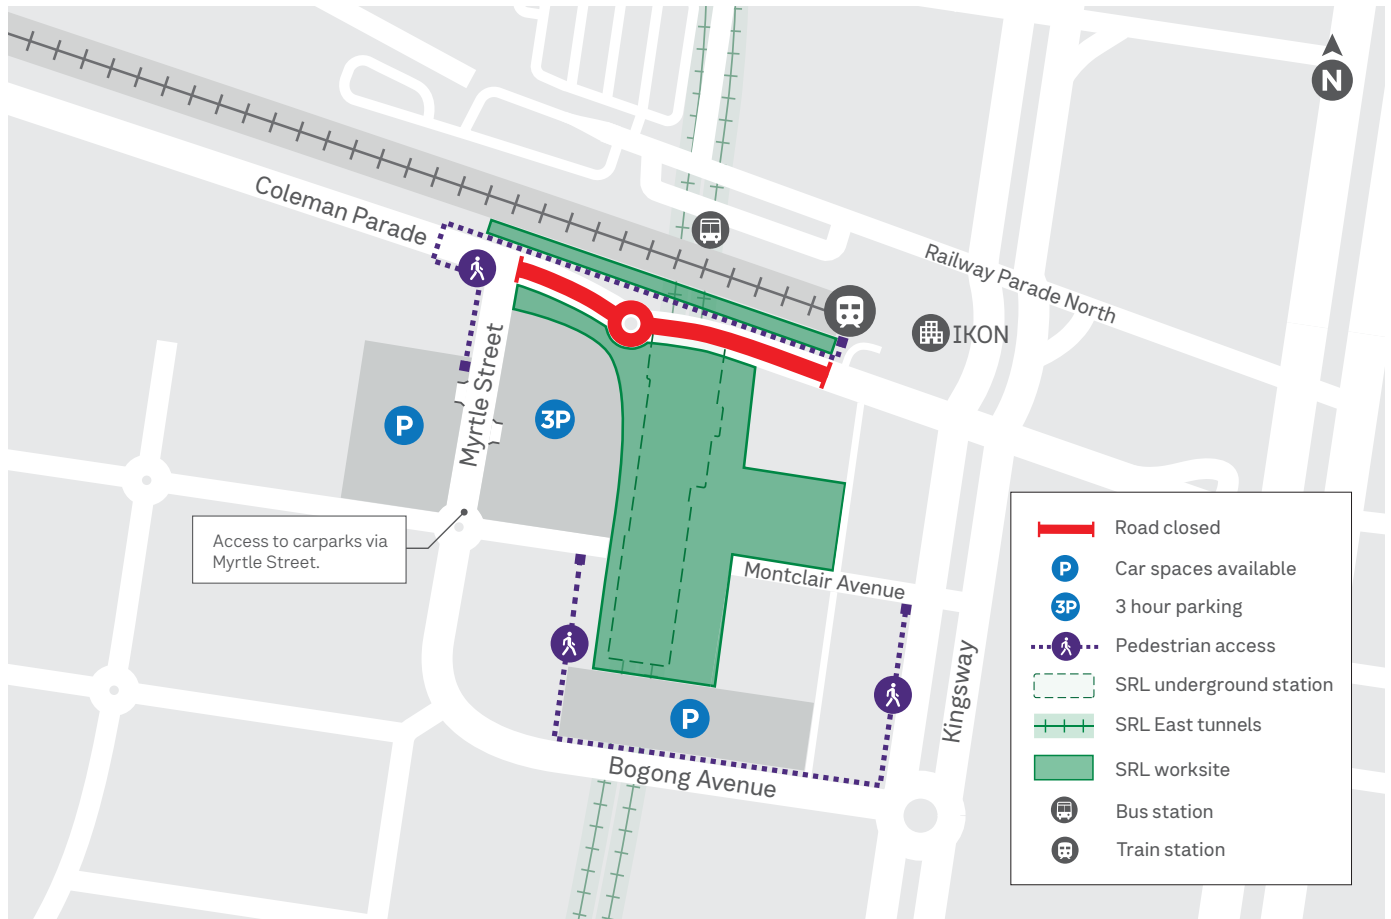 N
Coleman Parade
Railway Parade North
IKON
Myrtle Street
P
3P
Access to carparks via
Myrtle Street.
Montclair Avenue
Kingsway
P
Bogong Avenue
Road closed
P
Car spaces available
3P
3 hour parking
Pedestrian access
SRL underground station
SRL East tunnels
SRL worksite
Bus station
Train station